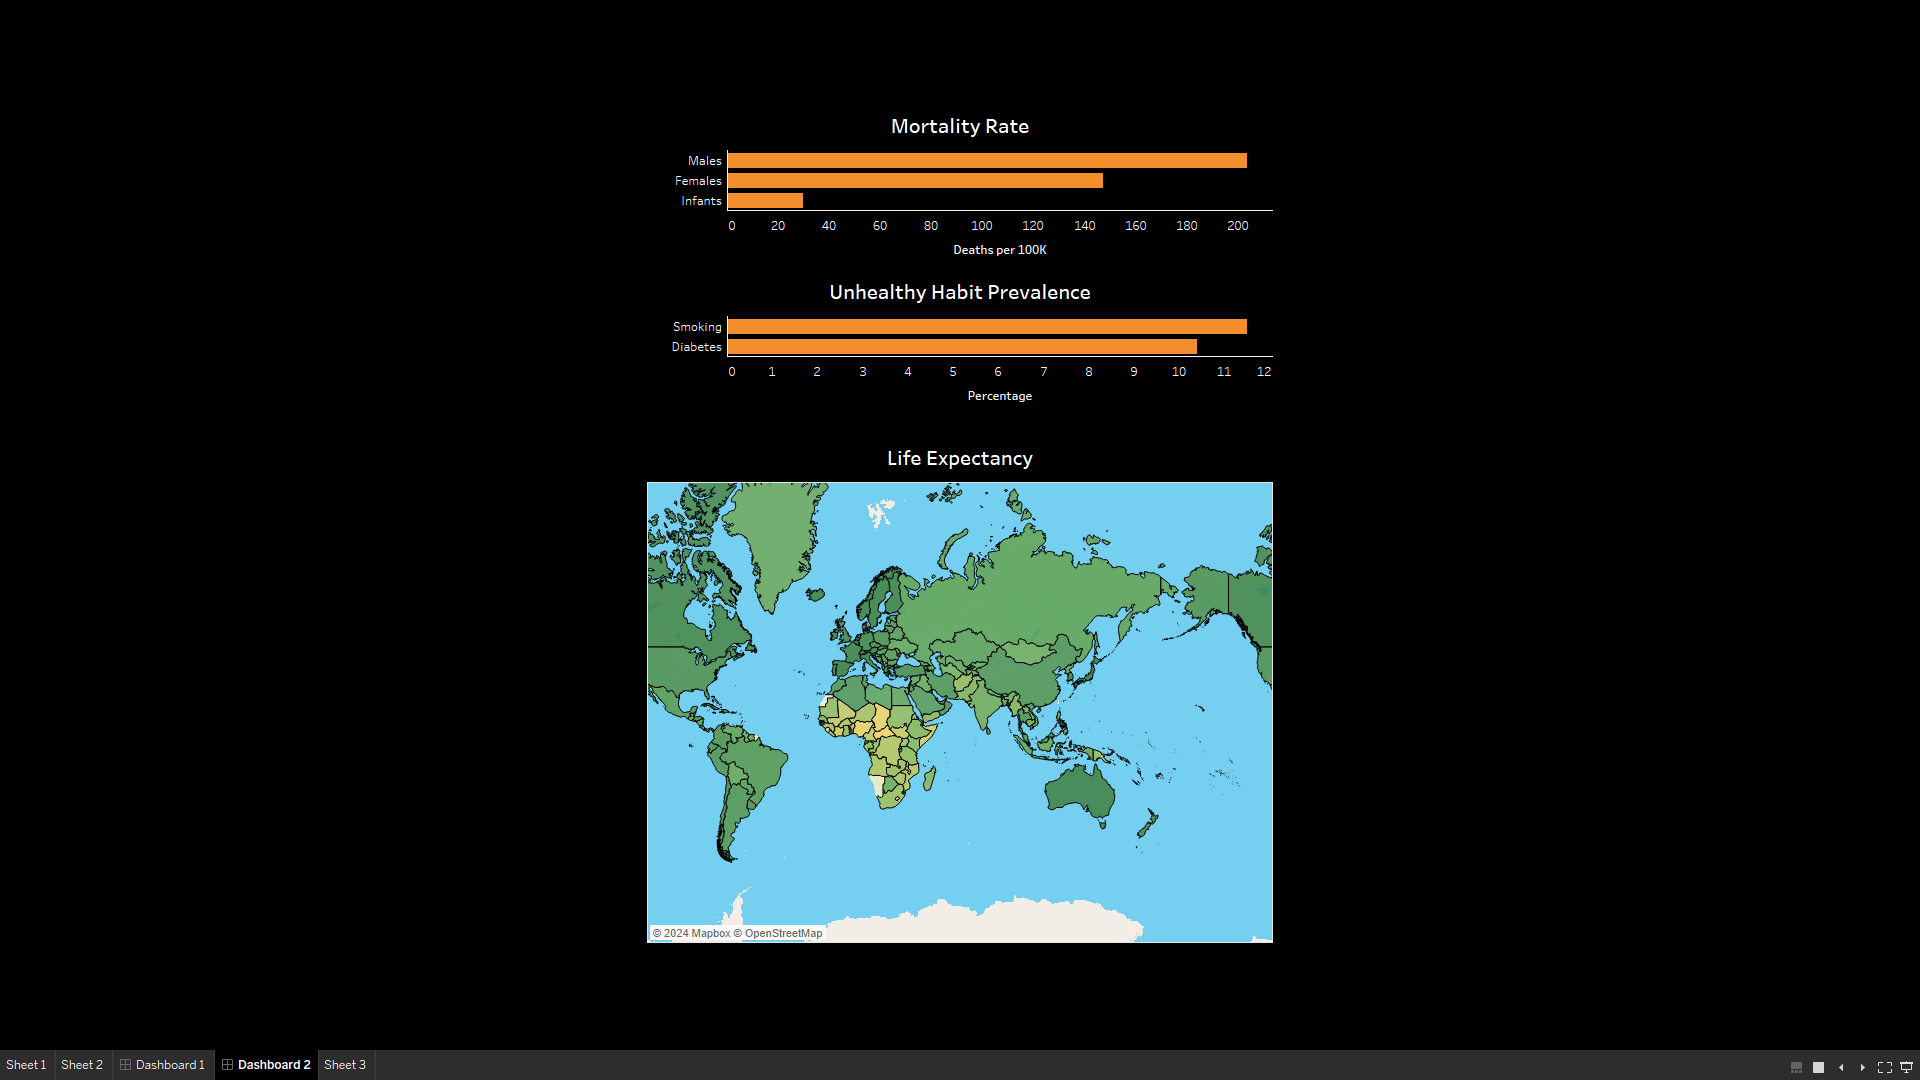 Mortality Rate
Males
Females
Infants
0 20 40 60 80 100 120 140 160 180 200
Deaths per 100K
Unhealthy Habit Prevalence
Smoking
Diabetes
0 1 2 3 4 5 6 7 8 9 10 11 12
Percentage
Life Expectancy
© 2024 Mapbox © OpenStreetMap
Sheet 1 Sheet 2 Dashboard 1 Dashboard 2 Sheet 3